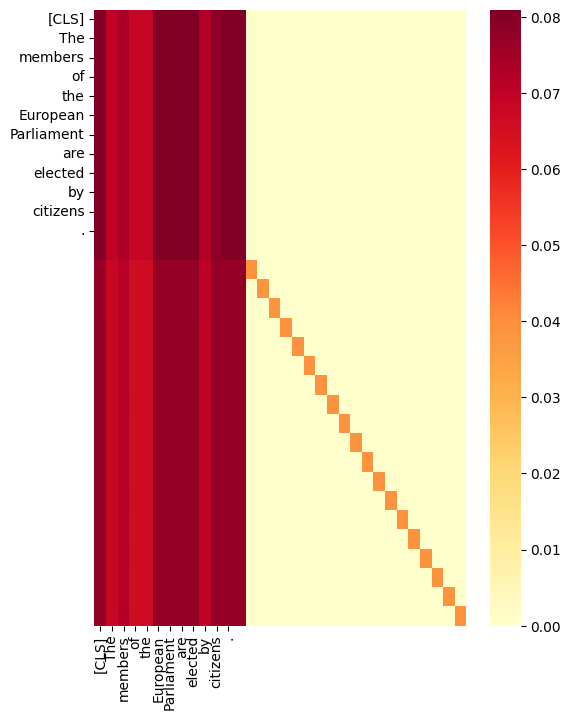 [CLS]
The
members
of
the
European
Parliament
are
elected
by
citizens
.
0.08
0.07
0.06
0.05
0.04
0.03
0.02
0.01
0.00
[CLS]
The
members
of
the
European
Parliament
are
elected
by
citizens
.